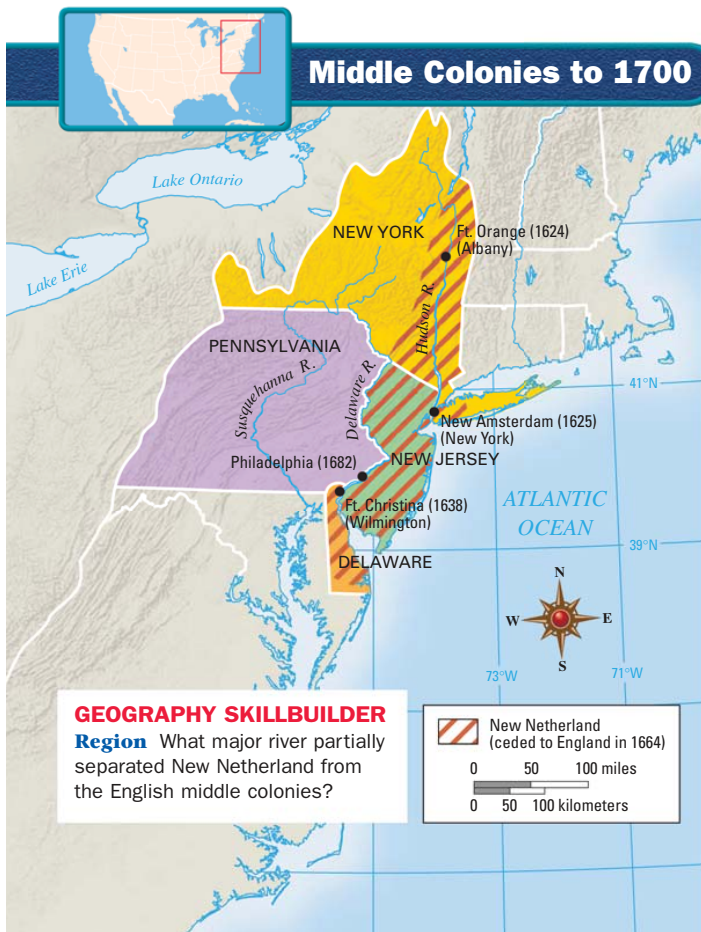 Middle Colonies to 1700
Lake Ontario
NEW YORK
Ft. Orange (1624)
(Albany)
Lake Erie
Hudson R.
PENNSYLVANIA
Susquehanna R.
Delaware R.
41°N
New Amsterdam (1625)
(New York)
Philadelphia (1682)
NEW JERSEY
Ft. Christina (1638)
(Wilmington)
ATLANTIC
OCEAN
39°N
DELAWARE
N
W
E
S
73°W
71°W
GEOGRAPHY SKILLBUILDER
Region What major river partially
separated New Netherland from
the English middle colonies?
New Netherland
(ceded to England in 1664)
0 50 100 miles
0 50 100 kilometers